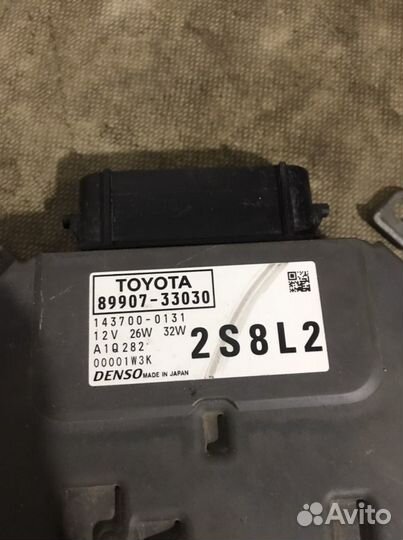 TOYOTA
89907-33030
143700-0131
12V 26W 32W
A1Q282
00001W3K
2S8L2
DENSO MADE IN JAPAN
Avito